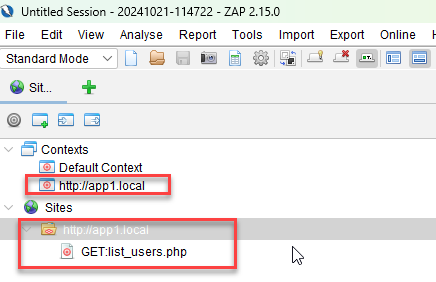 Untitled Session - 20241021-114722 - ZAP 2.15.0
File Edit View Analyse Report Tools Import Export Online
Standard Mode
Sit...
Contexts
Default Context
http://app1.local
Sites
http://app1.local
GET:list_users.php